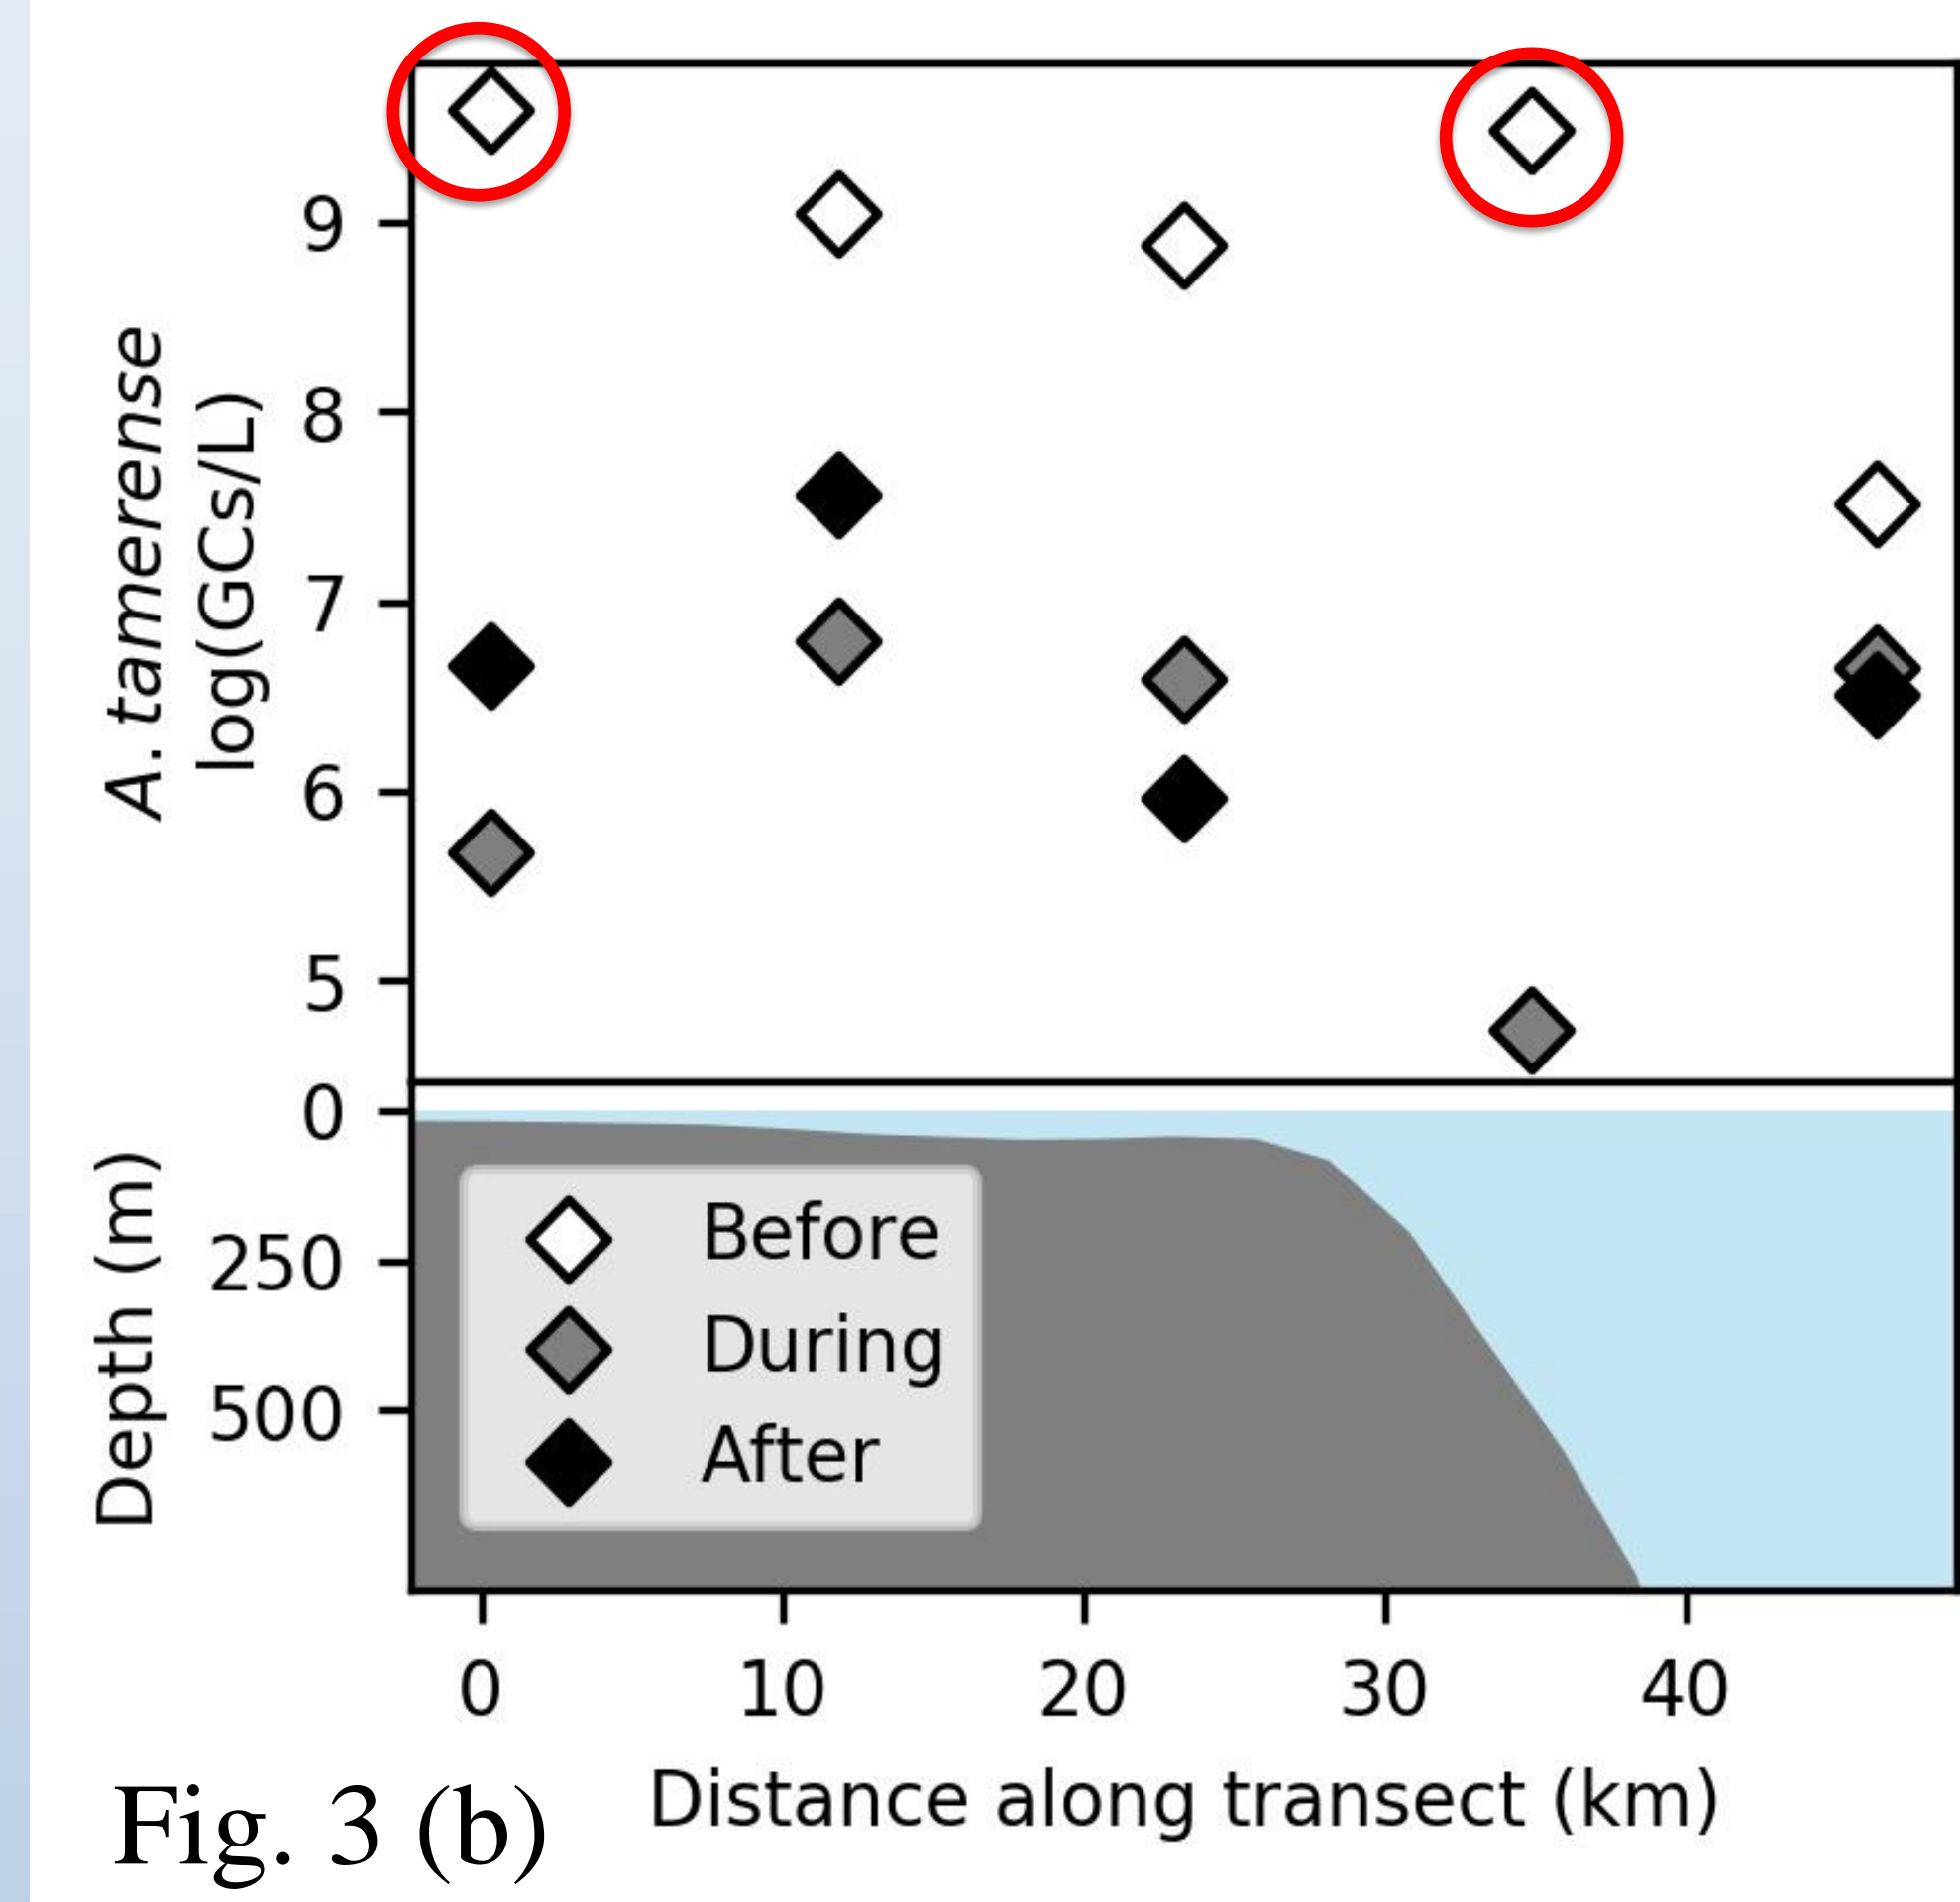 A. tamerense
log(GCs/L)
9
8
7
6
5
Depth (m)
0
250
500
Before
During
After
0 10 20 30 40
Distance along transect (km)
Fig. 3 (b)